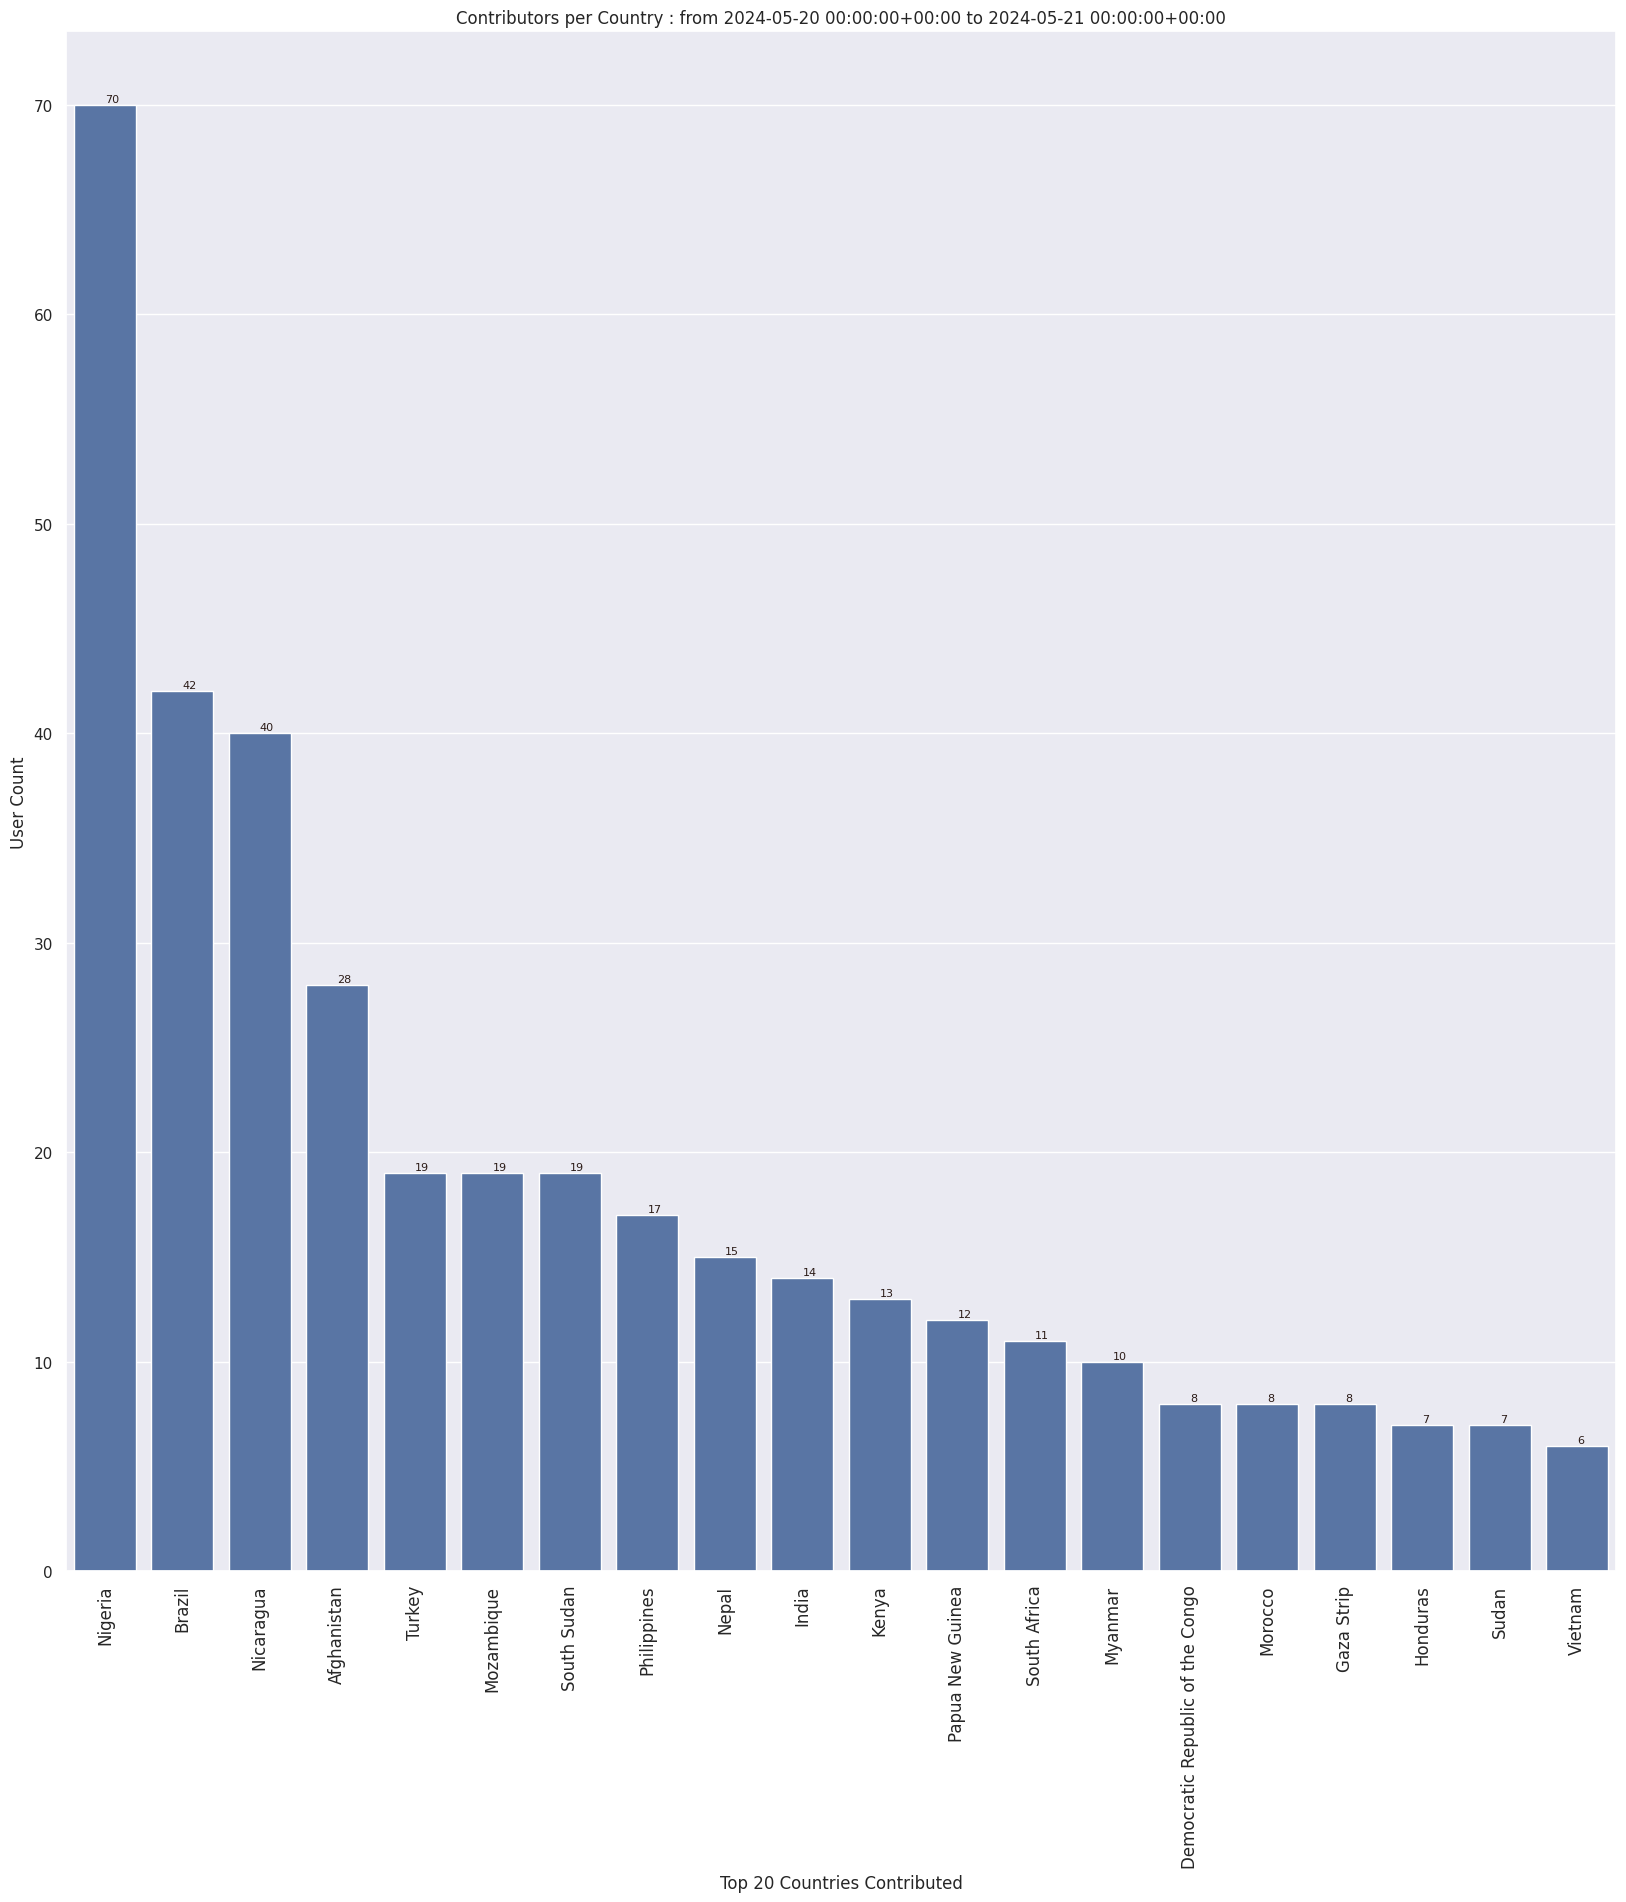 Contributors per Country : from 2024-05-20 00:00:00+00:00 to 2024-05-21 00:00:00+00:00
User Count
70
60
50
40
30
20
10
0
70
42
40
28
19
19
19
17
15
14
13
12
11
10
8
8
8
7
7
6
Nigeria
Brazil
Nicaragua
Afghanistan
Turkey
Mozambique
South Sudan
Philippines
Nepal
India
Kenya
Papua New Guinea
South Africa
Myanmar
Democratic Republic of the Congo
Morocco
Gaza Strip
Honduras
Sudan
Vietnam
Top 20 Countries Contributed